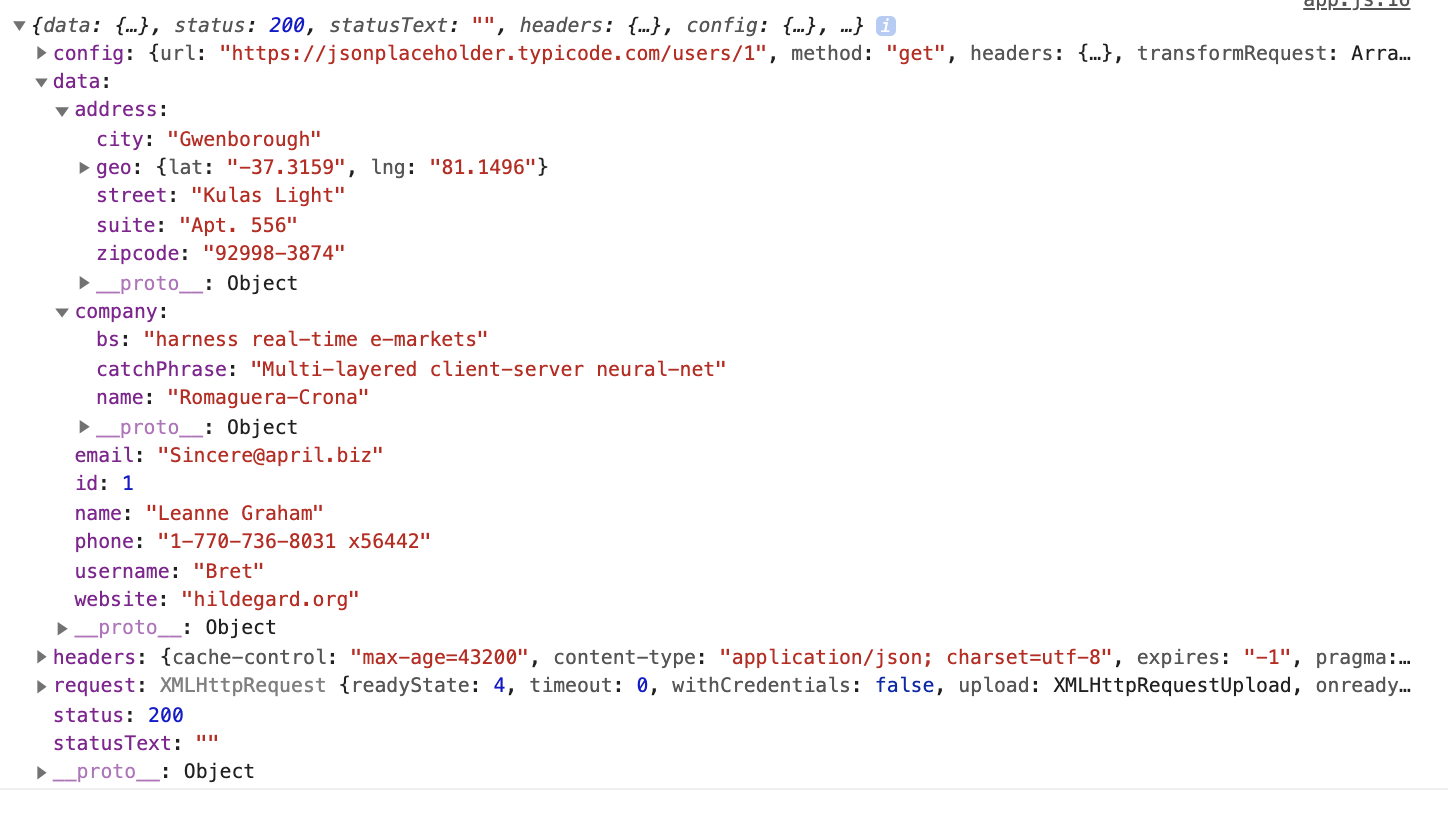 app.js:16
▼{data: {…}, status: 200, statusText: "", headers: {…}, config: {…}, …} i
▶config: {url: "https://jsonplaceholder.typicode.com/users/1", method: "get", headers: {…}, transformRequest: Arra…
▼data:
▼address:
city: "Gwenborough"
▶geo: {lat: "-37.3159", lng: "81.1496"}
street: "Kulas Light"
suite: "Apt. 556"
zipcode: "92998-3874"
▶__proto__: Object
▼company:
bs: "harness real-time e-markets"
catchPhrase: "Multi-layered client-server neural-net"
name: "Romaguera-Crona"
▶__proto__: Object
email: "Sincere@april.biz"
id: 1
name: "Leanne Graham"
phone: "1-770-736-8031 x56442"
username: "Bret"
website: "hildegard.org"
▶__proto__: Object
▶headers: {cache-control: "max-age=43200", content-type: "application/json; charset=utf-8", expires: "-1", pragma:…
▶request: XMLHttpRequest {readyState: 4, timeout: 0, withCredentials: false, upload: XMLHttpRequestUpload, onready…
status: 200
statusText: ""
▶__proto__: Object